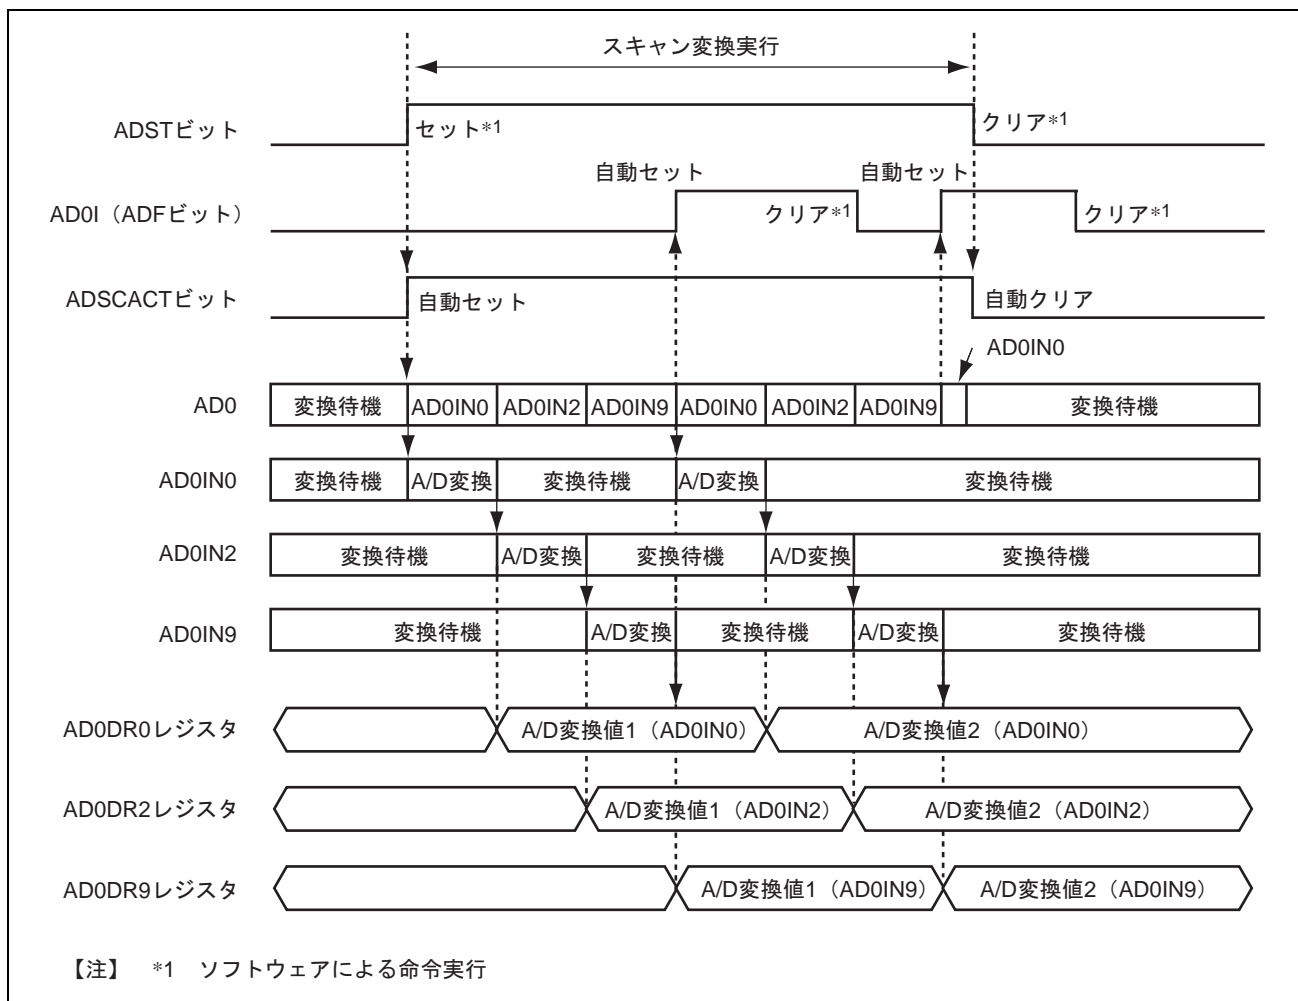 スキャン変換実行
ADSTビット セット*1 クリア*1
自動セット 自動セット
AD0I（ADFビット） クリア*1 クリア*1
ADSCACTビット 自動セット 自動クリア
AD0IN0
AD0 変換待機 AD0IN0 AD0IN2 AD0IN9 AD0IN0 AD0IN2 AD0IN9 変換待機
AD0IN0 変換待機 A/D変換 変換待機 A/D変換 変換待機
AD0IN2 変換待機 A/D変換 変換待機 A/D変換 変換待機
AD0IN9 変換待機 A/D変換 変換待機 A/D変換 変換待機
AD0DR0レジスタ A/D変換値1（AD0IN0） A/D変換値2（AD0IN0）
AD0DR2レジスタ A/D変換値1（AD0IN2） A/D変換値2（AD0IN2）
AD0DR9レジスタ A/D変換値1（AD0IN9） A/D変換値2（AD0IN9）
【注】 *1 ソフトウェアによる命令実行